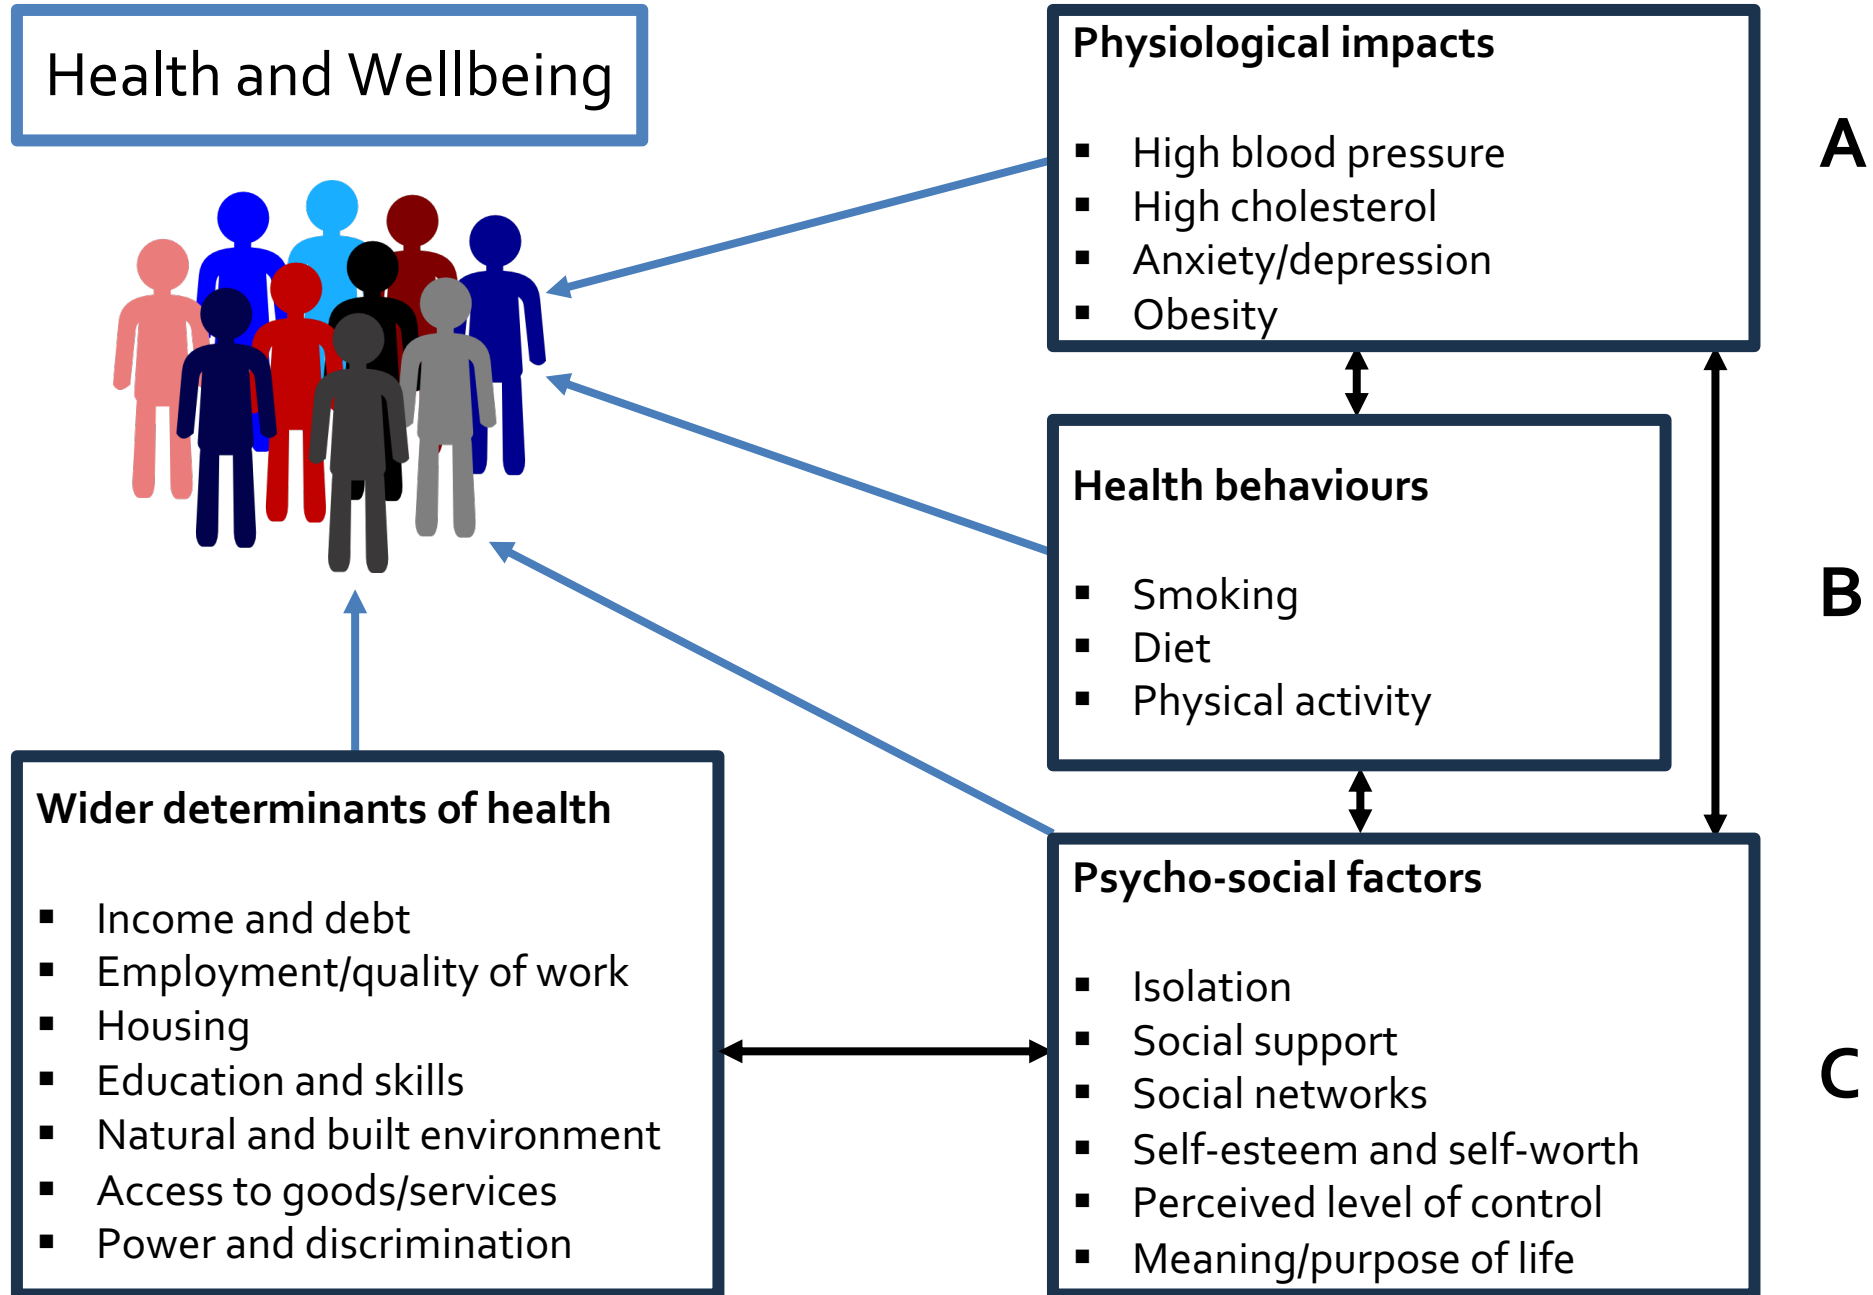 Health and Wellbeing
Physiological impacts
▪ High blood pressure
▪ High cholesterol
▪ Anxiety/depression
▪ Obesity
A
Health behaviours
▪ Smoking
▪ Diet
▪ Physical activity
B
Wider determinants of health
▪ Income and debt
▪ Employment/quality of work
▪ Housing
▪ Education and skills
▪ Natural and built environment
▪ Access to goods/services
▪ Power and discrimination
Psycho-social factors
▪ Isolation
▪ Social support
▪ Social networks
▪ Self-esteem and self-worth
▪ Perceived level of control
▪ Meaning/purpose of life
C